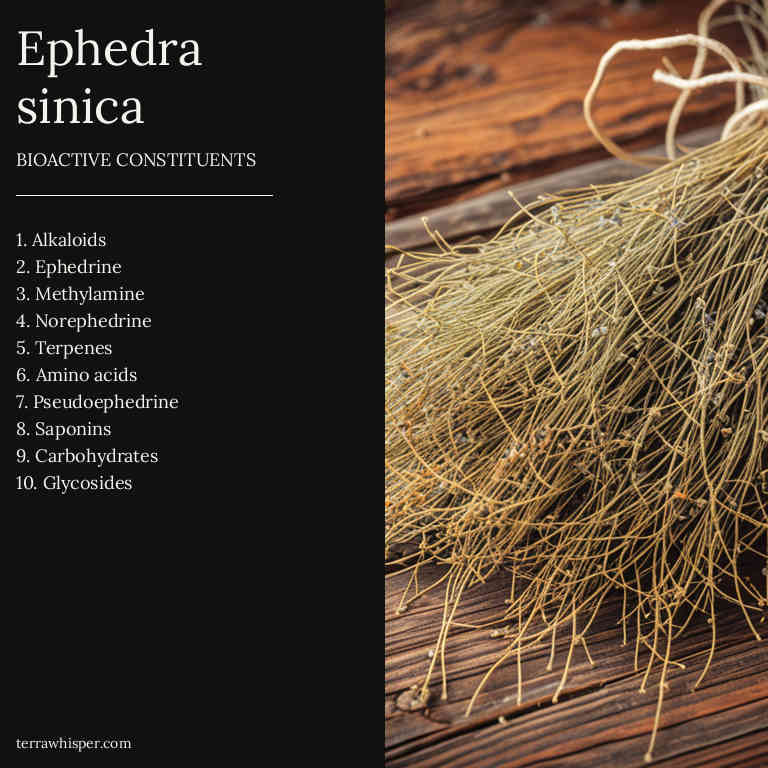 Ephedra
sinica
BIOACTIVE CONSTITUENTS
1. Alkaloids
2. Ephedrine
3. Methylamine
4. Norephedrine
5. Terpenes
6. Amino acids
7. Pseudoephedrine
8. Saponins
9. Carbohydrates
10. Glycosides
terrawhisper.com